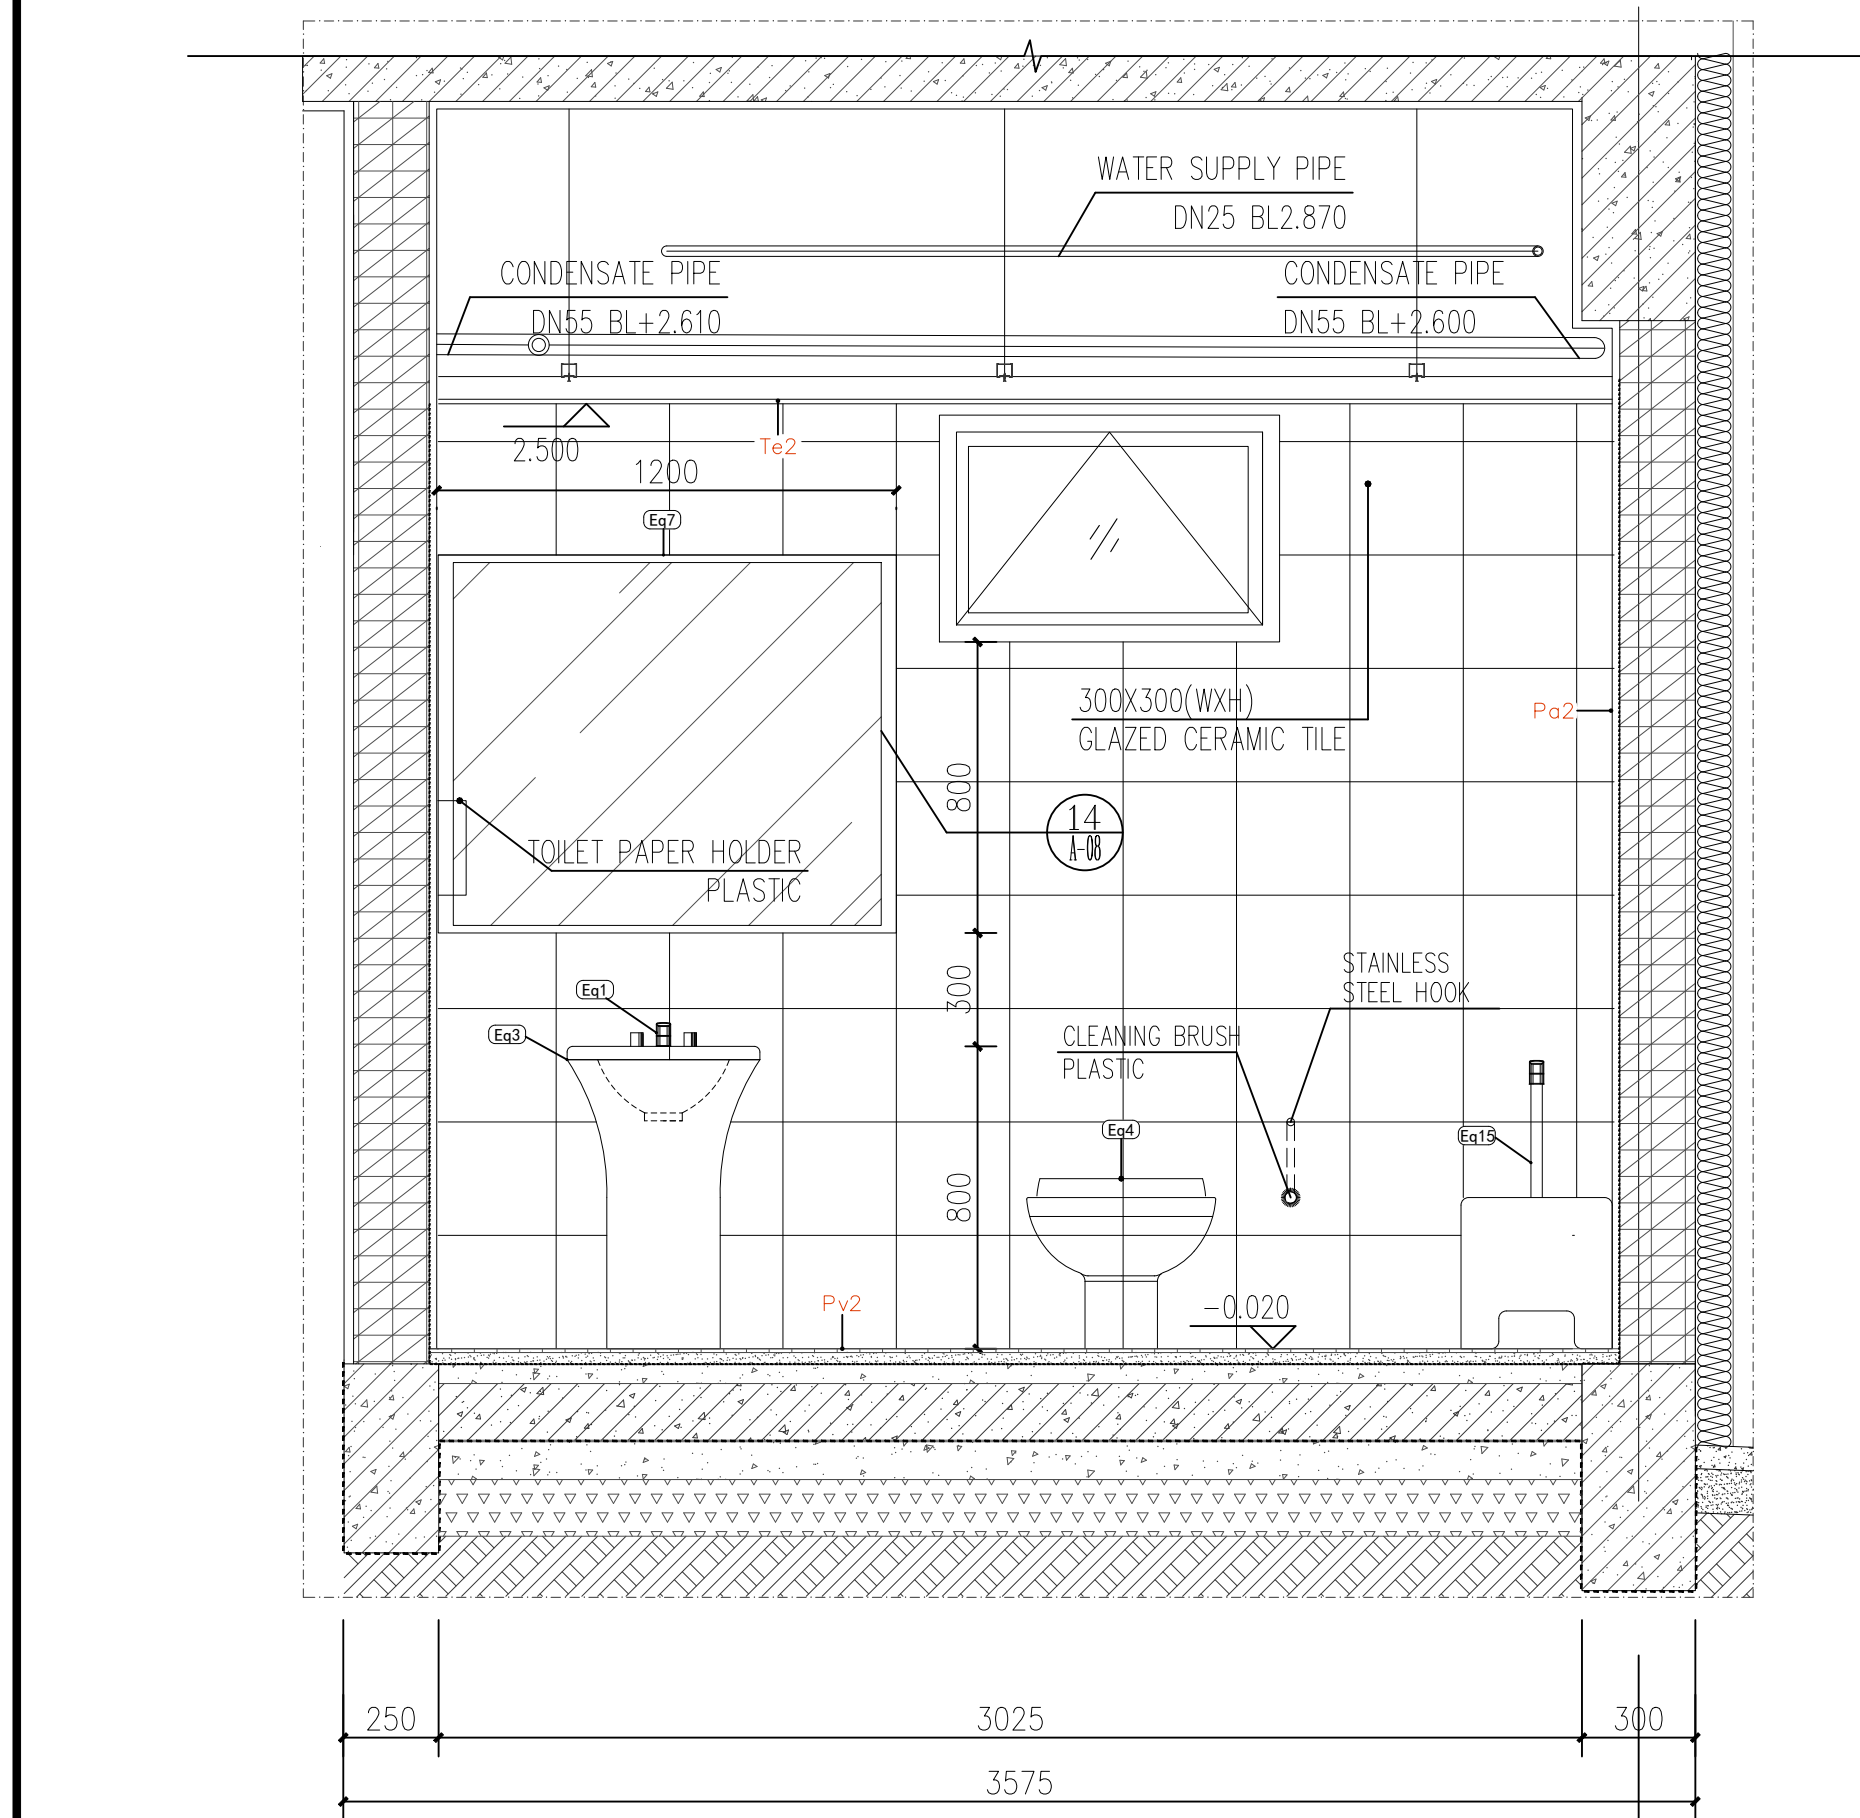 WATER SUPPLY PIPE
DN25 BL2.870
CONDENSATE PIPE
DN55 BL+2.610
CONDENSATE PIPE
DN55 BL+2.600
2.500
Te2
1200
Eq7
300X300(WXH)
GLAZED CERAMIC TILE
Pa2
800
14
A-08
TOILET PAPER HOLDER
PLASTIC
STAINLESS
STEEL HOOK
300
Eq1
Eq3
CLEANING BRUSH
PLASTIC
Eq4
Eq15
800
Pv2
-0.020
250
3025
300
3575